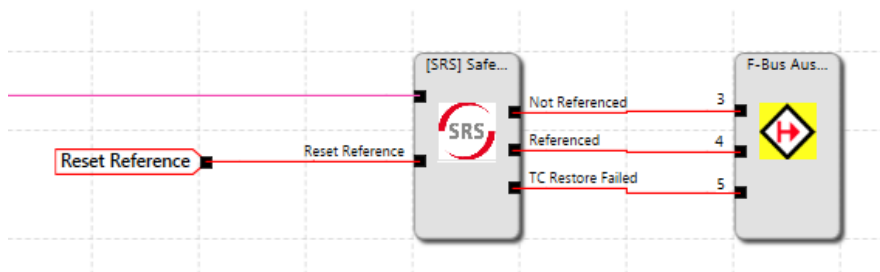 [SRS] Safe...
F-Bus Aus...
Not Referenced
3
SRS
Referenced
4
Reset Reference
Reset Reference
TC Restore Failed
5